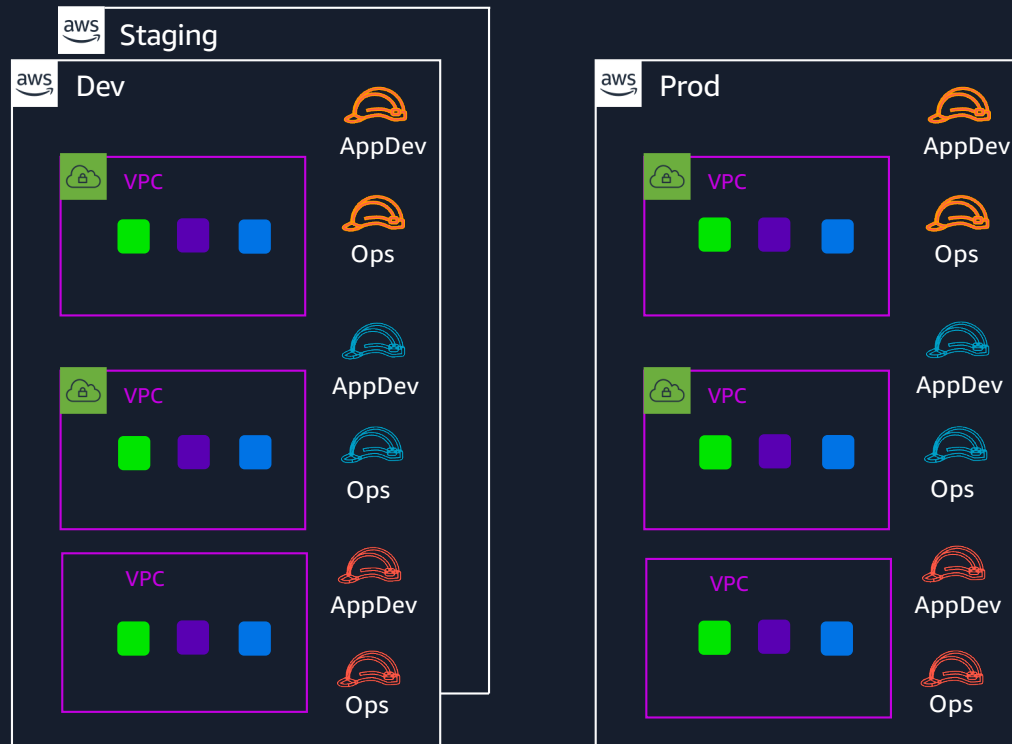 aws
Staging
aws
Dev
AppDev
VPC
Ops
AppDev
VPC
Ops
AppDev
VPC
Ops
aws
Prod
AppDev
VPC
Ops
AppDev
VPC
Ops
AppDev
VPC
Ops